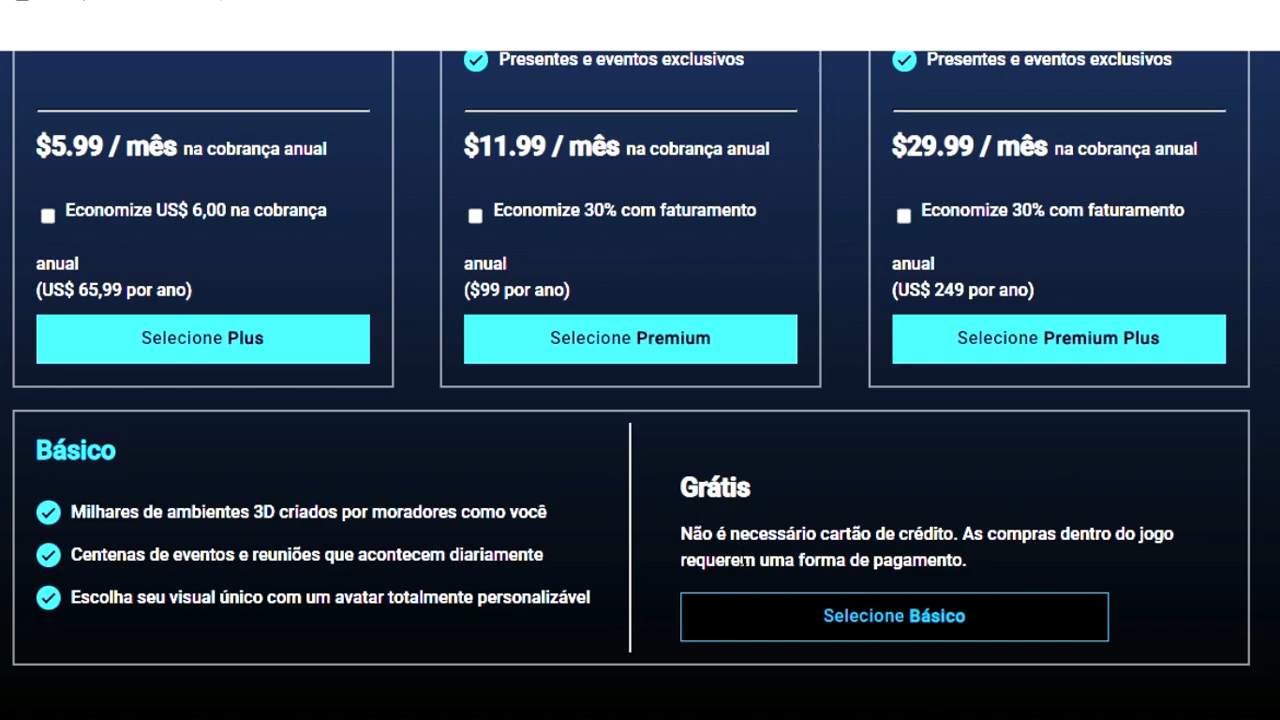 Presentes e eventos exclusivos
Presentes e eventos exclusivos
$5.99 / mês na cobrança anual
Economize US$ 6,00 na cobrança
anual
(US$ 65,99 por ano)
Selecione Plus
$11.99 / mês na cobrança anual
Economize 30% com faturamento
anual
($99 por ano)
Selecione Premium
$29.99 / mês na cobrança anual
Economize 30% com faturamento
anual
(US$ 249 por ano)
Selecione Premium Plus
Básico
Milhares de ambientes 3D criados por moradores como você
Centenas de eventos e reuniões que acontecem diariamente
Escolha seu visual único com um avatar totalmente personalizável
Grátis
Não é necessário cartão de crédito. As compras dentro do jogo
requerem uma forma de pagamento.
Selecione Básico